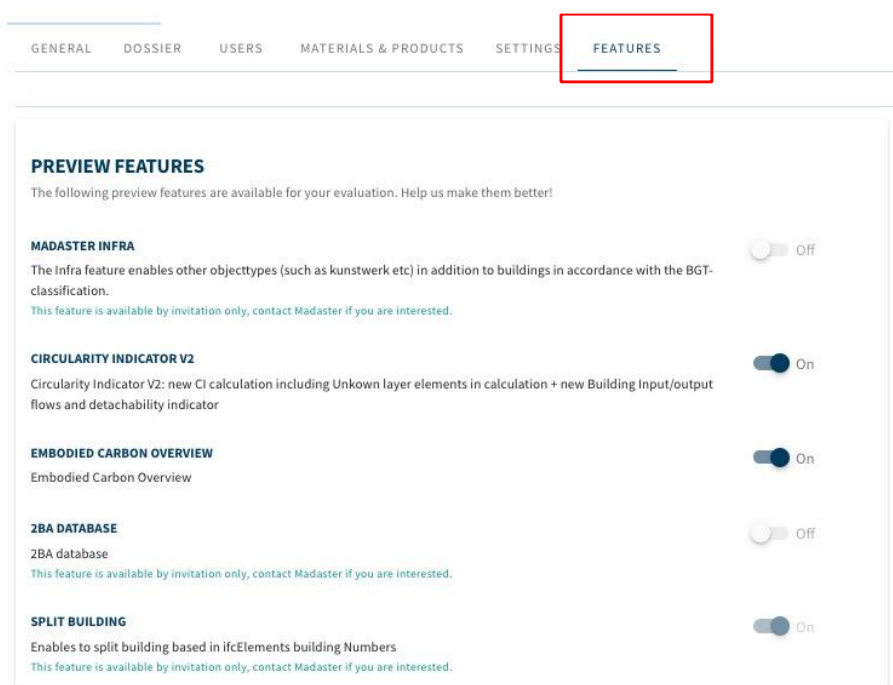 GENERAL DOSSIER USERS MATERIALS & PRODUCTS SETTINGS FEATURES
PREVIEW FEATURES
The following preview features are available for your evaluation. Help us make them better!
MADASTER INFRA
Off
The Infra feature enables other objecttypes (such as kunstwerk etc) in addition to buildings in accordance with the BGT-
classification.
This feature is available by invitation only, contact Madaster if you are interested.
CIRCULARITY INDICATOR V2
On
Circularity Indicator V2: new CI calculation including Unkown layer elements in calculation + new Building Input/output
flows and detachability indicator
EMBODIED CARBON OVERVIEW
On
Embodied Carbon Overview
2BA DATABASE
Off
2BA database
This feature is available by invitation only, contact Madaster if you are interested.
SPLIT BUILDING
On
Enables to split building based in ifcElements building Numbers
This feature is available by invitation only, contact Madaster if you are interested.